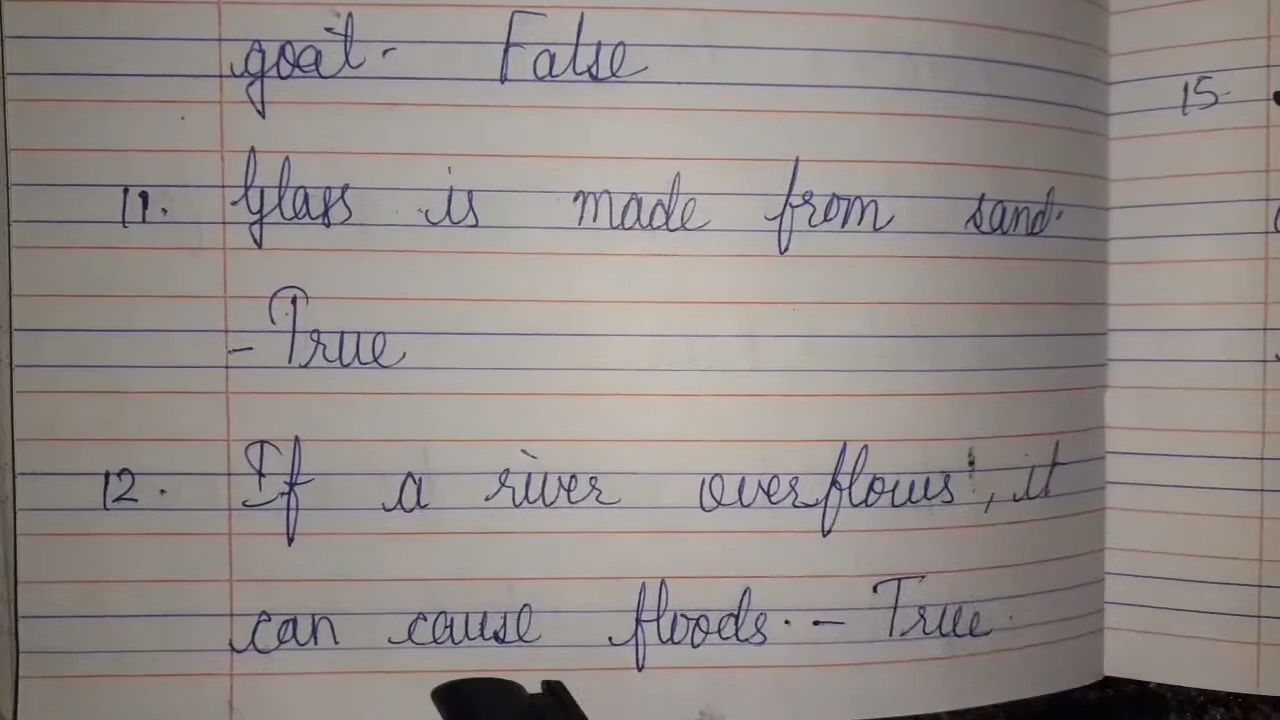 goat. False
11. Glass is made from sand.
- True
12. If a river overflows, it
can cause floods. - True.
15.